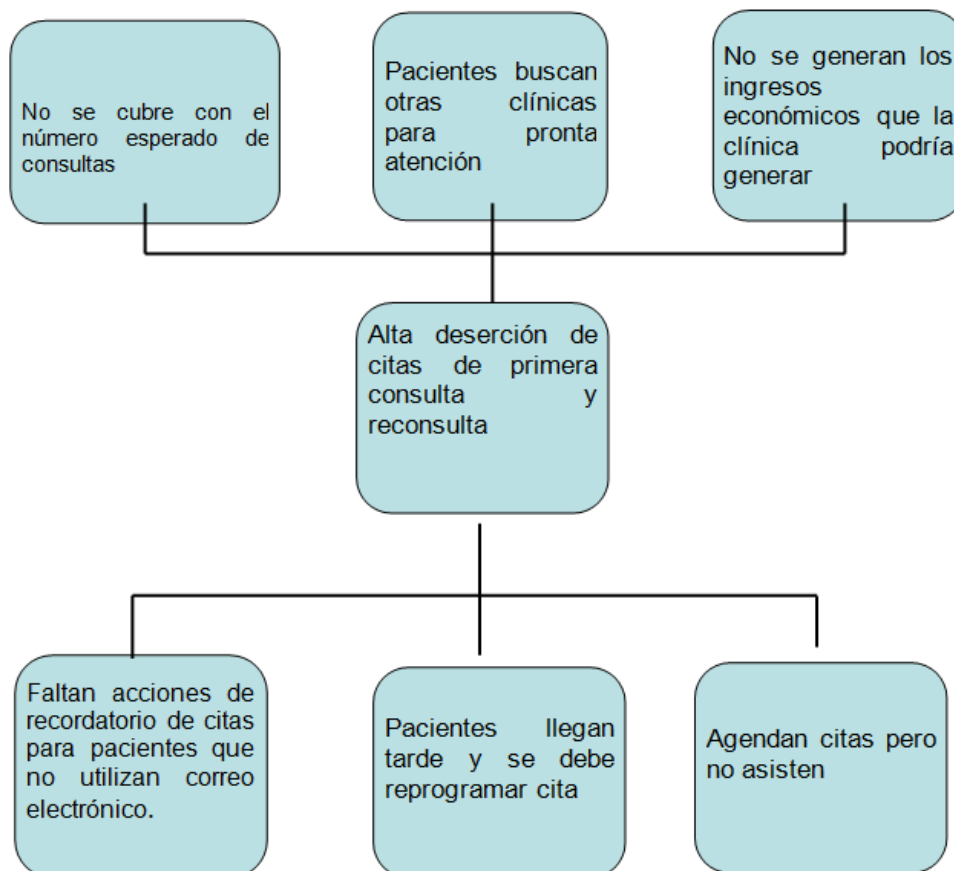 No se cubre con el
número esperado de
consultas
Pacientes buscan
otras clínicas
para pronta
atención
No se generan los
ingresos
económicos que la
clínica podría
generar
Alta deserción de
citas de primera
consulta y
reconsulta
Faltan acciones de
recordatorio de citas
para pacientes que
no utilizan correo
electrónico.
Pacientes llegan
tarde y se debe
reprogramar cita
Agendan citas pero
no asisten